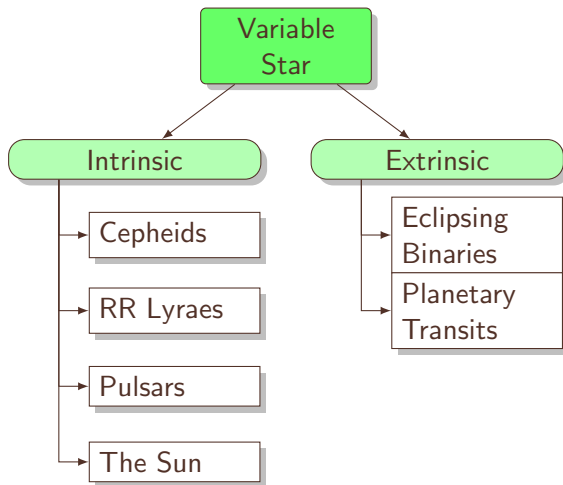 Variable
Star
Intrinsic
Extrinsic
Cepheids
RR Lyraes
Pulsars
The Sun
Eclipsing
Binaries
Planetary
Transits